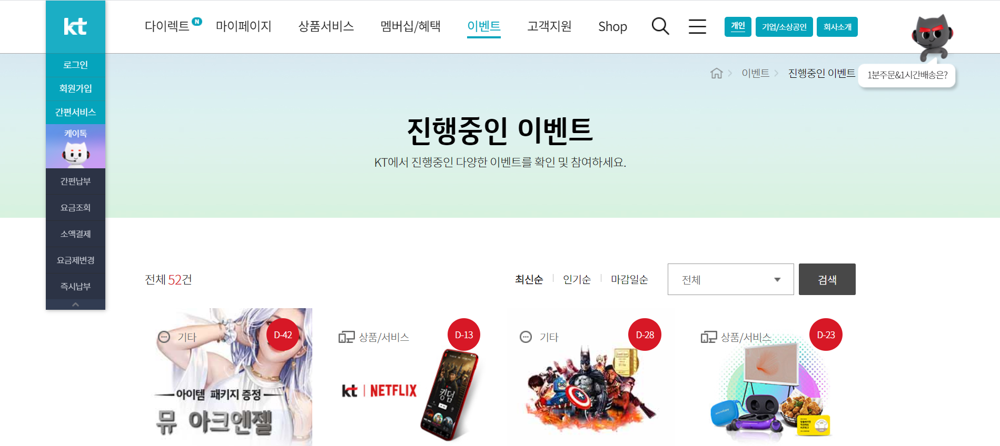 kt
다이렉트 N 마이페이지 상품서비스 멤버십/혜택 이벤트 고객지원 Shop 개인 기업/소상공인 회사소개
로그인
회원가입
간편서비스
케이톡
간편납부
요금조회
소액결제
요금제변경
즉시납부
이벤트 진행중인 이벤트
1분주문&1시간배송은?
진행중인 이벤트
KT에서 진행중인 다양한 이벤트를 확인 및 참여하세요.
전체 52건
최신순 인기순 마감일순 전체 검색
기타 D-42
아이템 패키지 증정
뮤 아크엔젤
상품/서비스 D-13
kt NETFLIX
킹덤
기타 D-28
상품/서비스 D-23